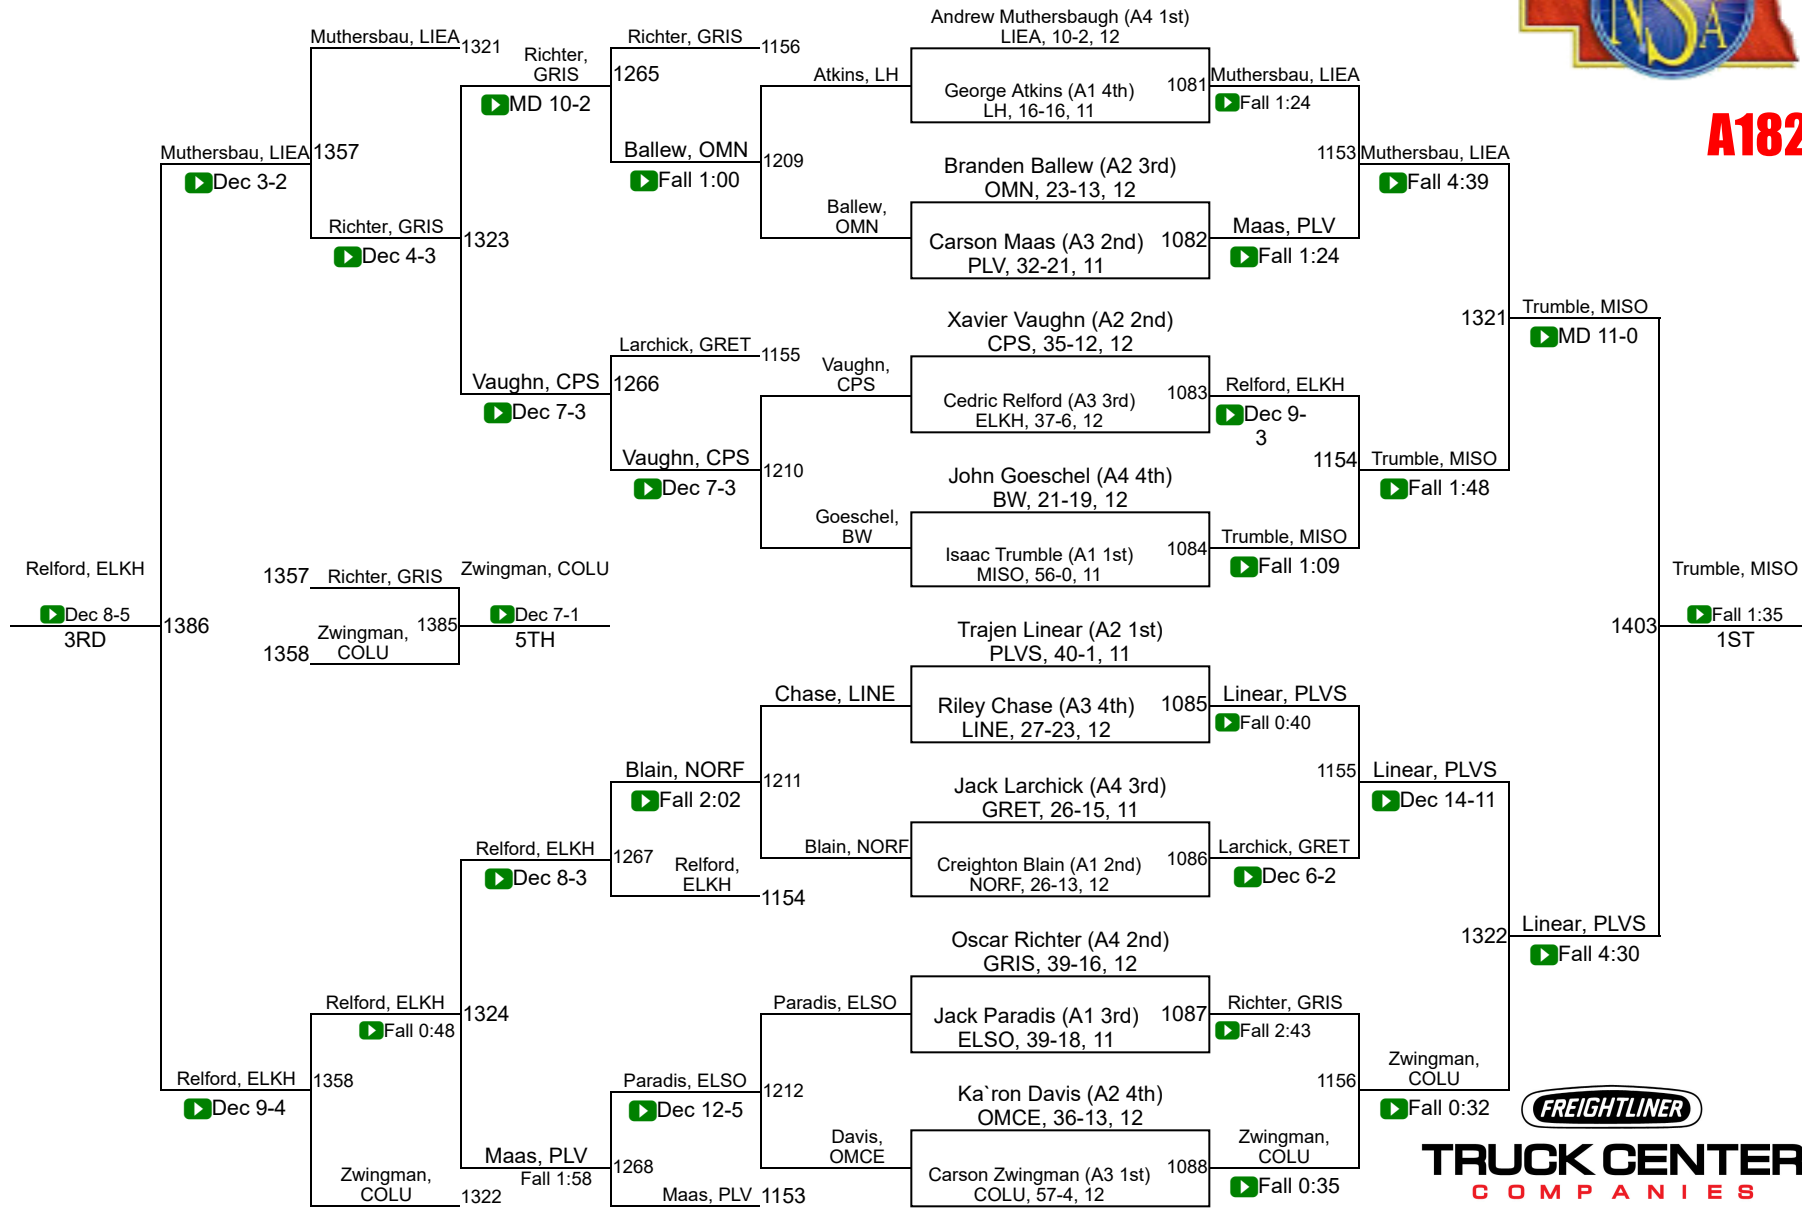 NSA
A182
Muthersbau, LIEA
1321
Richter,
GRIS
MD 10-2
Richter, GRIS
1156
1265
Atkins, LH
Andrew Muthersbaugh (A4 1st)
LIEA, 10-2, 12
George Atkins (A1 4th)
LH, 16-16, 11
1081
Muthersbau, LIEA
Fall 1:24
Muthersbau, LIEA
1357
Dec 3-2
Ballew, OMN
1209
Fall 1:00
Branden Ballew (A2 3rd)
OMN, 23-13, 12
1153
Muthersbau, LIEA
Fall 4:39
Richter, GRIS
1323
Dec 4-3
Ballew,
OMN
Carson Maas (A3 2nd)
PLV, 32-21, 11
1082
Maas, PLV
Fall 1:24
Xavier Vaughn (A2 2nd)
CPS, 35-12, 12
1321
Trumble, MISO
MD 11-0
Larchick, GRET
1155
Vaughn, CPS
1266
Dec 7-3
Vaughn,
CPS
Cedric Relford (A3 3rd)
ELKH, 37-6, 12
1083
Relford, ELKH
Dec 9-
3
Vaughn, CPS
1210
Dec 7-3
John Goeschel (A4 4th)
BW, 21-19, 12
1154
Trumble, MISO
Fall 1:48
Goeschel,
BW
Isaac Trumble (A1 1st)
MISO, 56-0, 11
1084
Trumble, MISO
Fall 1:09
Relford, ELKH
Dec 8-5
3RD
1386
1357
Richter, GRIS
1385
Zwingman,
COLU
1358
Zwingman, COLU
Dec 7-1
5TH
1403
Trumble, MISO
Fall 1:35
1ST
Trajen Linear (A2 1st)
PLVS, 40-1, 11
Chase, LINE
Riley Chase (A3 4th)
LINE, 27-23, 12
1085
Linear, PLVS
Fall 0:40
Blain, NORF
1211
Fall 2:02
Jack Larchick (A4 3rd)
GRET, 26-15, 11
1155
Linear, PLVS
Dec 14-11
Relford, ELKH
1267
Dec 8-3
Relford,
ELKH
1154
Blain, NORF
Creighton Blain (A1 2nd)
NORF, 26-13, 12
1086
Larchick, GRET
Dec 6-2
Oscar Richter (A4 2nd)
GRIS, 39-16, 12
1322
Linear, PLVS
Fall 4:30
Relford, ELKH
1324
Fall 0:48
Paradis, ELSO
Jack Paradis (A1 3rd)
ELSO, 39-18, 11
1087
Richter, GRIS
Fall 2:43
Relford, ELKH
1358
Dec 9-4
Paradis, ELSO
1212
Dec 12-5
Ka`ron Davis (A2 4th)
OMCE, 36-13, 12
1156
Zwingman,
COLU
Fall 0:32
Zwingman,
COLU
1322
Maas, PLV
Fall 1:58
1268
Maas, PLV
1153
Davis,
OMCE
Carson Zwingman (A3 1st)
COLU, 57-4, 12
1088
Zwingman,
COLU
Fall 0:35
FREIGHTLINER
TRUCK CENTER
COMPANIES